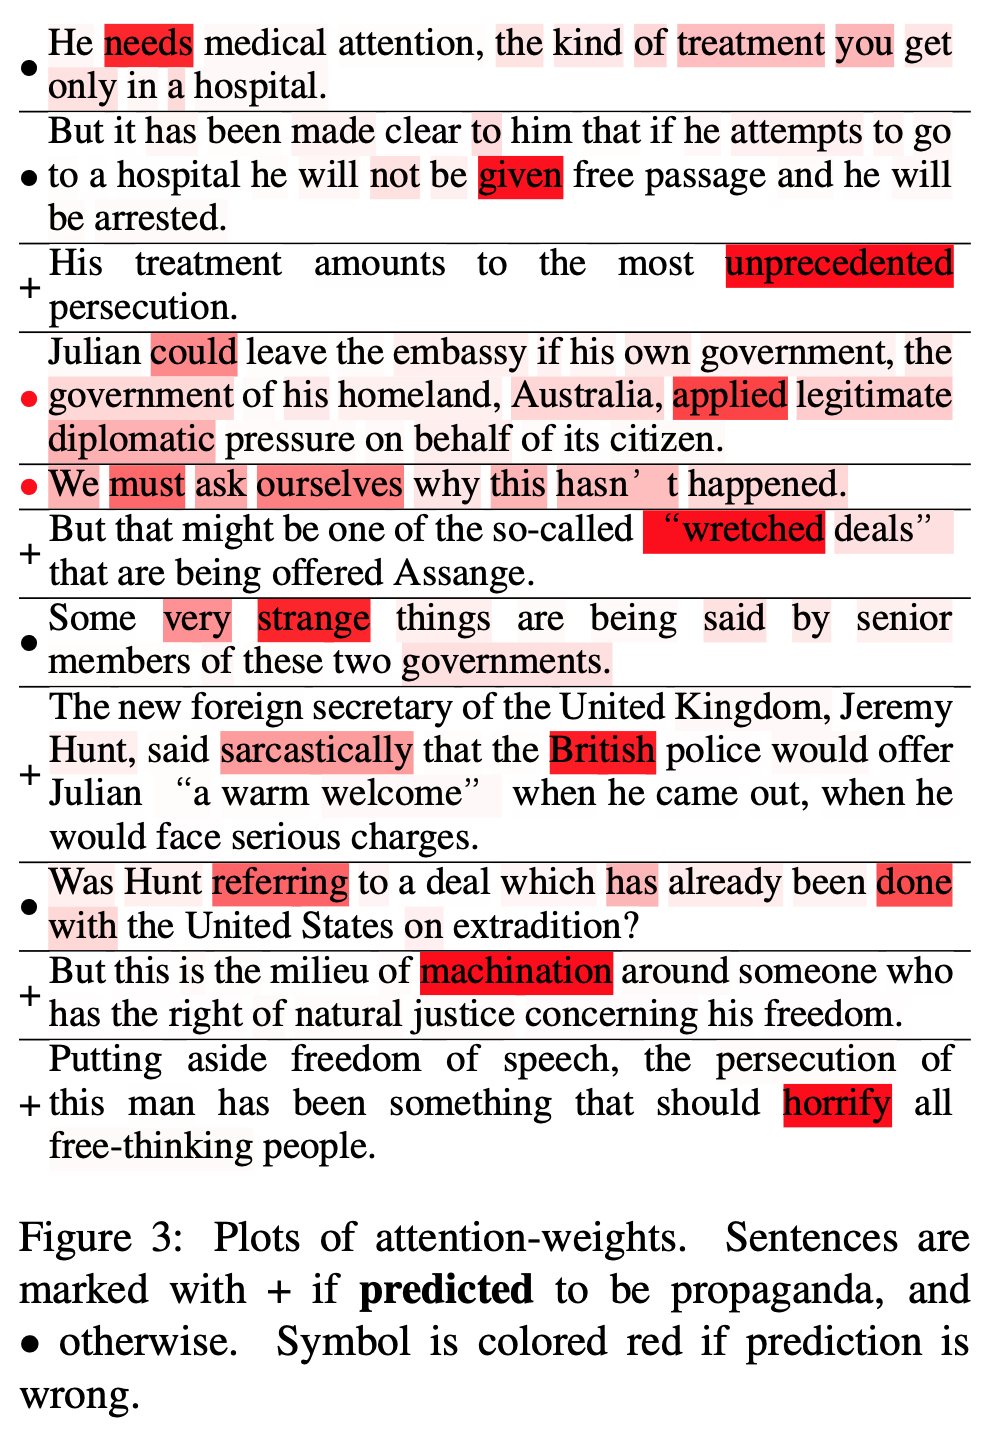 He needs medical attention, the kind of treatment you get
● only in a hospital.
But it has been made clear to him that if he attempts to go
● to a hospital he will not be given free passage and he will
be arrested.
His treatment amounts to the most unprecedented
+ persecution.
Julian could leave the embassy if his own government, the
● government of his homeland, Australia, applied legitimate
diplomatic pressure on behalf of its citizen.
● We must ask ourselves why this hasn’ t happened.
But that might be one of the so-called “wretched deals”
+ that are being offered Assange.
Some very strange things are being said by senior
● members of these two governments.
The new foreign secretary of the United Kingdom, Jeremy
Hunt, said sarcastically that the British police would offer
+ Julian “a warm welcome” when he came out, when he
would face serious charges.
Was Hunt referring to a deal which has already been done
● with the United States on extradition?
But this is the milieu of machination around someone who
+ has the right of natural justice concerning his freedom.
Putting aside freedom of speech, the persecution of
+ this man has been something that should horrify all
free-thinking people.
Figure 3: Plots of attention-weights. Sentences are
marked with + if predicted to be propaganda, and
● otherwise. Symbol is colored red if prediction is
wrong.